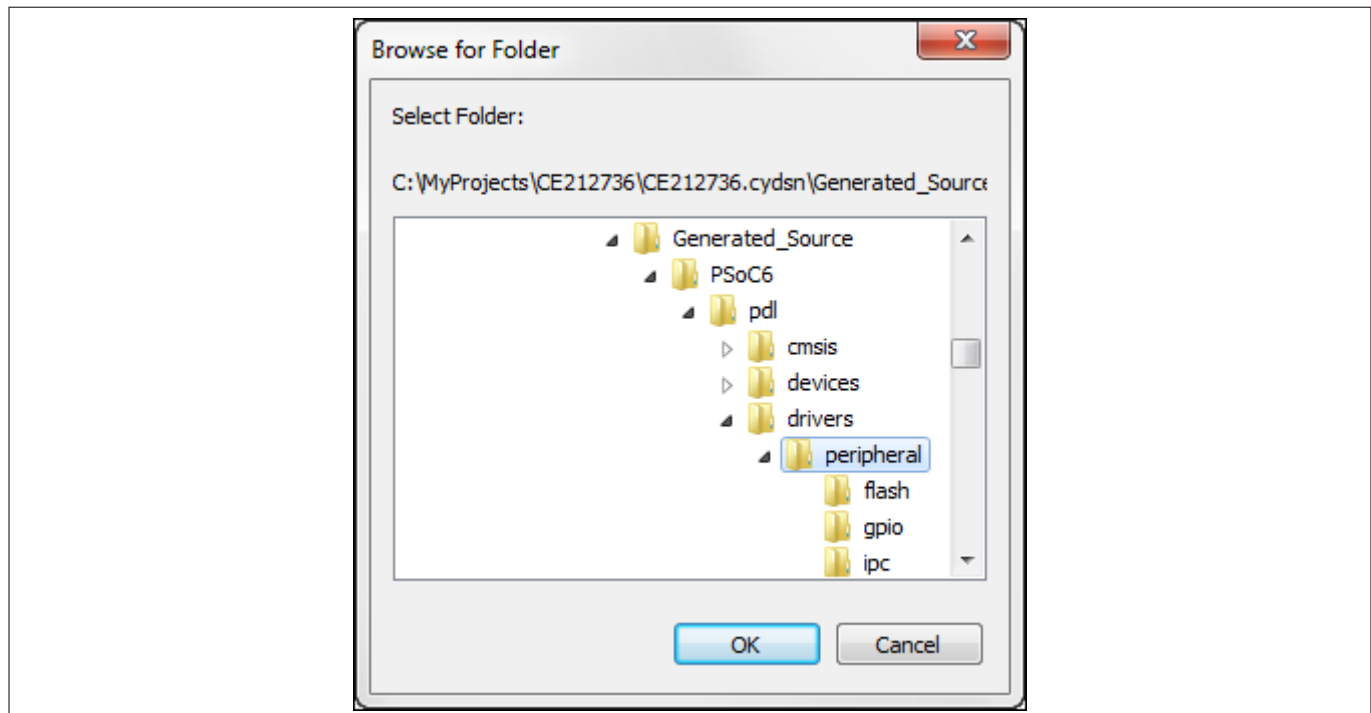 Browse for Folder
Select Folder:
C:\MyProjects\CE212736\CE212736.cydsn\Generated_Source
Generated_Source
PSoC6
pdl
cmsis
devices
drivers
peripheral
flash
gpio
ipc
OK Cancel